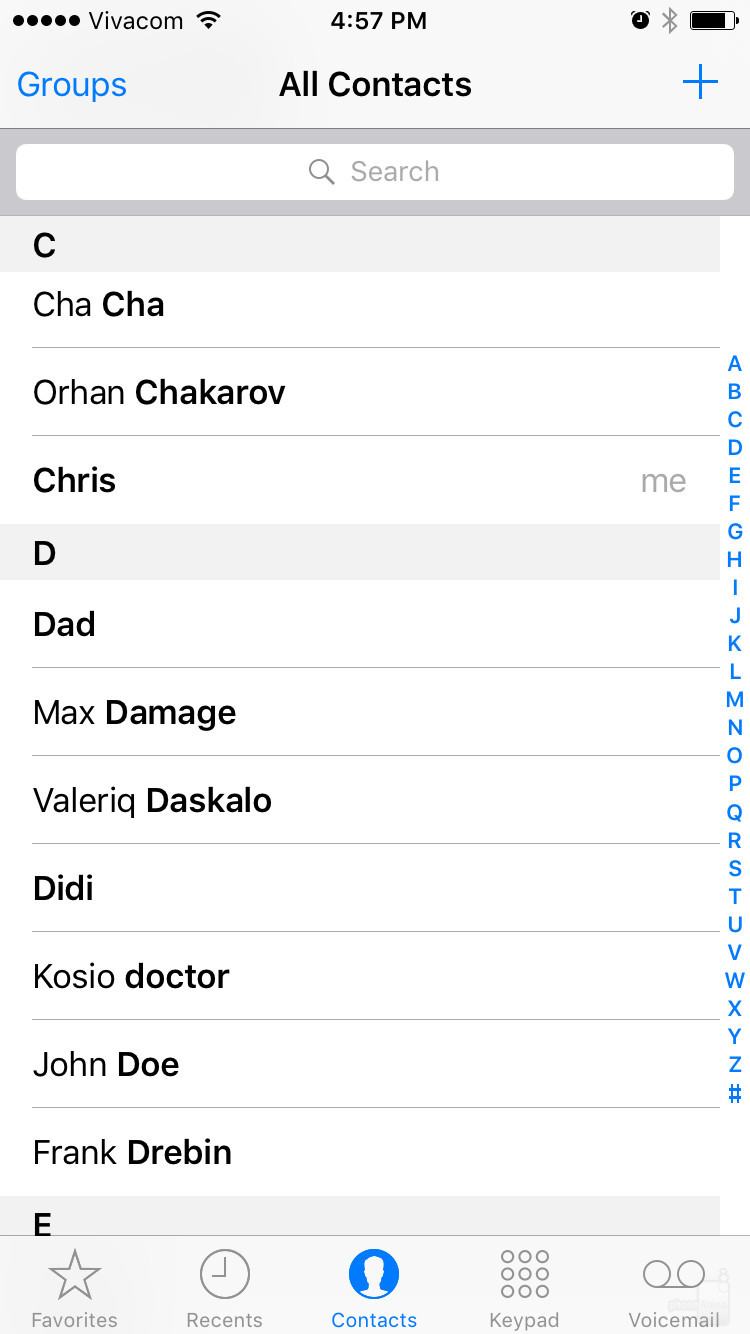 Vivacom 4:57 PM
Groups All Contacts +
Search
C
Cha Cha
Orhan Chakarov
Chris me
D
Dad
Max Damage
Valeriq Daskalo
Didi
Kosio doctor
John Doe
Frank Drebin
E
A
B
C
D
E
F
G
H
I
J
K
L
M
N
O
P
Q
R
S
T
U
V
W
X
Y
Z
#
Favorites Recents Contacts Keypad Voicemail